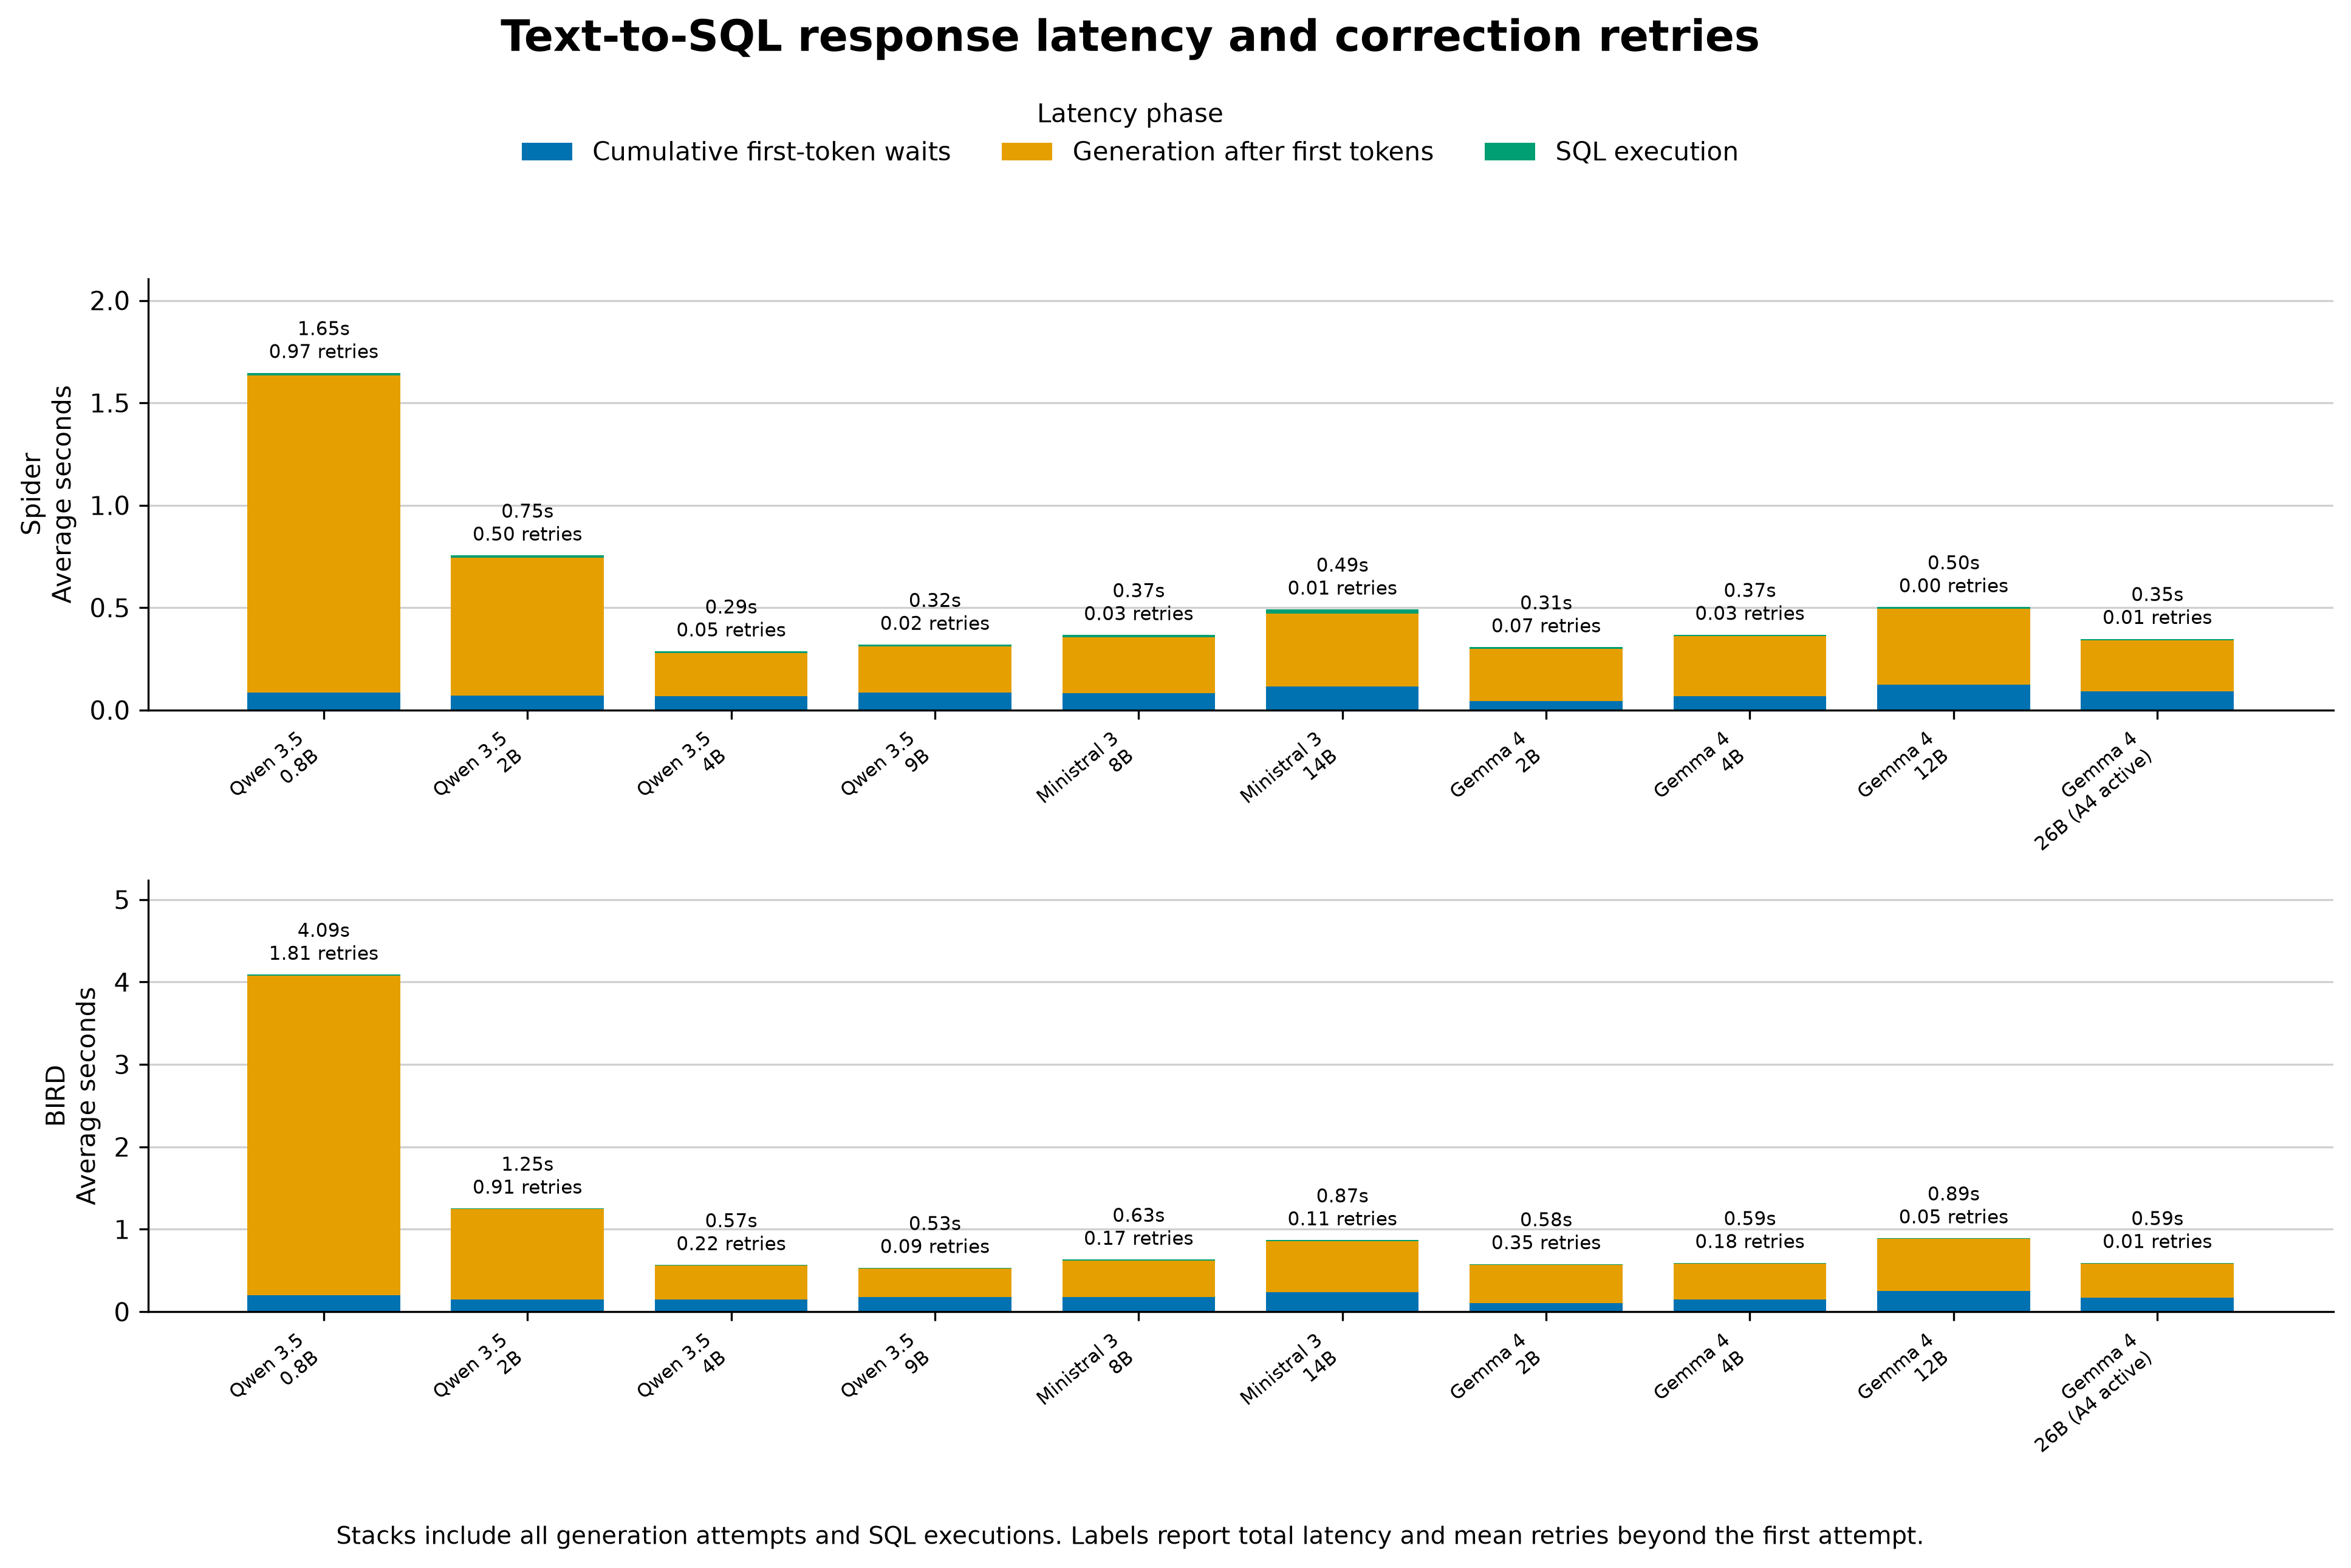 Text-to-SQL response latency and correction retries
Latency phase
Cumulative first-token waits
Generation after first tokens
SQL execution
Spider
Average seconds
2.0
1.5
1.0
0.5
0.0
1.65s
0.97 retries
0.75s
0.50 retries
0.29s
0.05 retries
0.32s
0.02 retries
0.37s
0.03 retries
0.49s
0.01 retries
0.31s
0.07 retries
0.37s
0.03 retries
0.50s
0.00 retries
0.35s
0.01 retries
Qwen 3.5
0.8B
Qwen 3.5
2B
Qwen 3.5
4B
Qwen 3.5
9B
Ministral 3
8B
Ministral 3
14B
Gemma 4
2B
Gemma 4
4B
Gemma 4
12B
Gemma 4
26B (A4 active)
BIRD
Average seconds
5
4
3
2
1
0
4.09s
1.81 retries
1.25s
0.91 retries
0.57s
0.22 retries
0.53s
0.09 retries
0.63s
0.17 retries
0.87s
0.11 retries
0.58s
0.35 retries
0.59s
0.18 retries
0.89s
0.05 retries
0.59s
0.01 retries
Qwen 3.5
0.8B
Qwen 3.5
2B
Qwen 3.5
4B
Qwen 3.5
9B
Ministral 3
8B
Ministral 3
14B
Gemma 4
2B
Gemma 4
4B
Gemma 4
12B
Gemma 4
26B (A4 active)
Stacks include all generation attempts and SQL executions. Labels report total latency and mean retries beyond the first attempt.